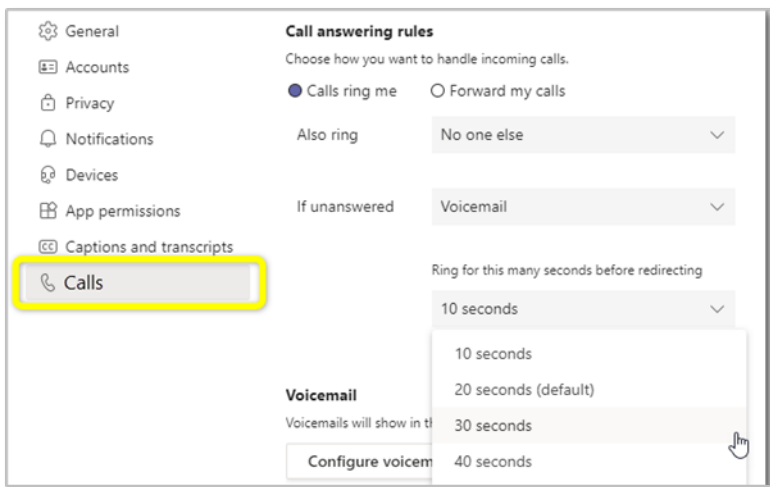 General
Accounts
Privacy
Notifications
Devices
App permissions
CC Captions and transcripts
Calls
Call answering rules
Choose how you want to handle incoming calls.
Calls ring me Forward my calls
Also ring No one else
If unanswered Voicemail
Ring for this many seconds before redirecting
10 seconds
10 seconds
20 seconds (default)
30 seconds
40 seconds
Voicemail
Voicemails will show in
Configure